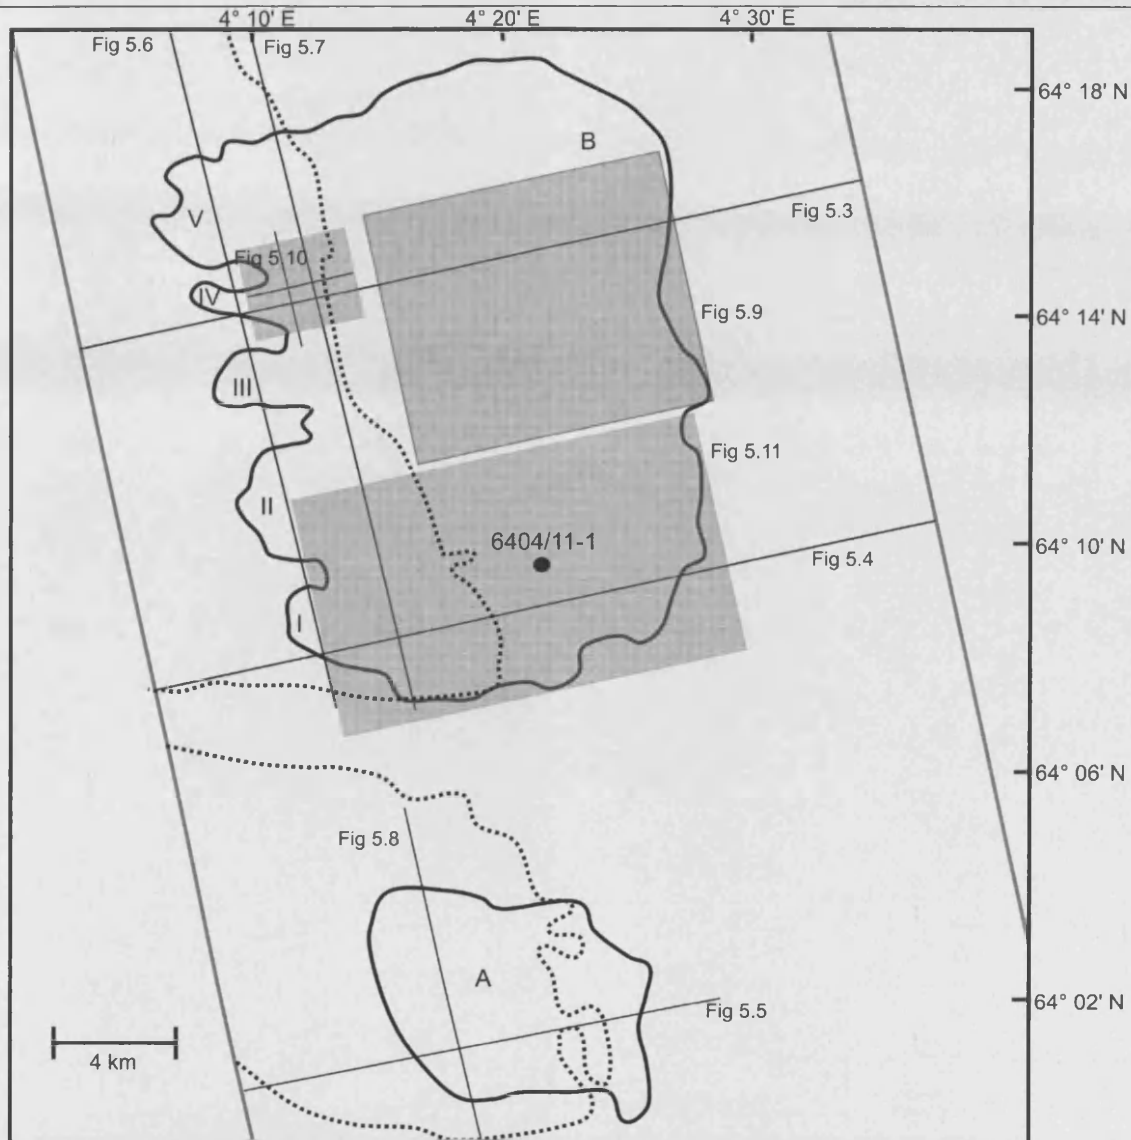 4° 10' E
4° 20' E
4° 30' E
Fig 5.6
Fig 5.7
64° 18' N
B
Fig 5.3
V
Fig 5.10
IV
Fig 5.9
64° 14' N
III
Fig 5.11
II
6404/11-1
64° 10' N
Fig 5.4
I
64° 06' N
Fig 5.8
A
64° 02' N
Fig 5.5
4 km